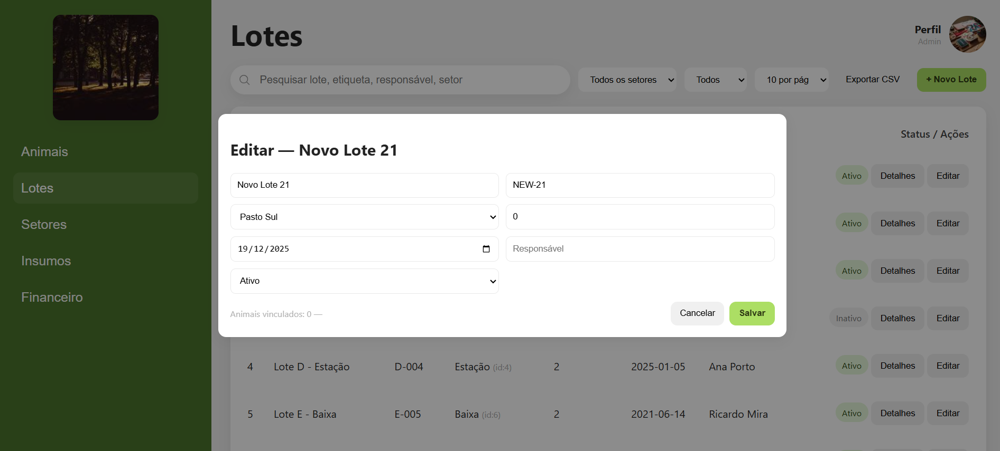 Animais
Lotes
Setores
Insumos
Financeiro
Lotes
Perfil
Admin
Pesquisar lote, etiqueta, responsável, setor
Todos os setores
Todos
10 por pág
Exportar CSV
+ Novo Lote
Status / Ações
Editar — Novo Lote 21
Novo Lote 21
NEW-21
Pasto Sul
0
19/12/2025
Responsável
Ativo
Animais vinculados: 0 —
Cancelar
Salvar
Ativo Detalhes Editar
Ativo Detalhes Editar
Ativo Detalhes Editar
Inativo Detalhes Editar
4 Lote D - Estação D-004 Estação (id:4) 2 2025-01-05 Ana Porto Ativo Detalhes Editar
5 Lote E - Baixa E-005 Baixa (id:6) 2 2021-06-14 Ricardo Mira Ativo Detalhes Editar